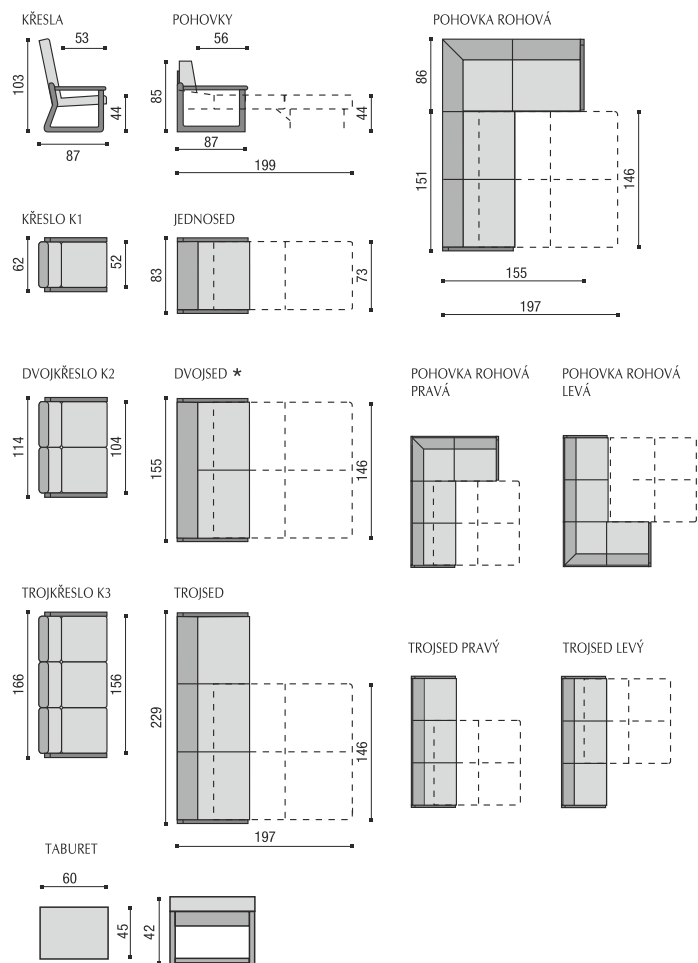 KŘESLA
53
103
44
87
POHOVKY
56
85
44
87
199
POHOVKA ROHOVÁ
86
151
146
155
197
KŘESLO K1
62
52
JEDNOSED
83
73
DVOJKŘESLO K2
114
104
DVOJSED *
155
146
POHOVKA ROHOVÁ
PRAVÁ
POHOVKA ROHOVÁ
LEVÁ
TROJKŘESLO K3
166
156
TROJSED
229
146
197
TROJSED PRAVÝ
TROJSED LEVÝ
TABURET
60
45
42